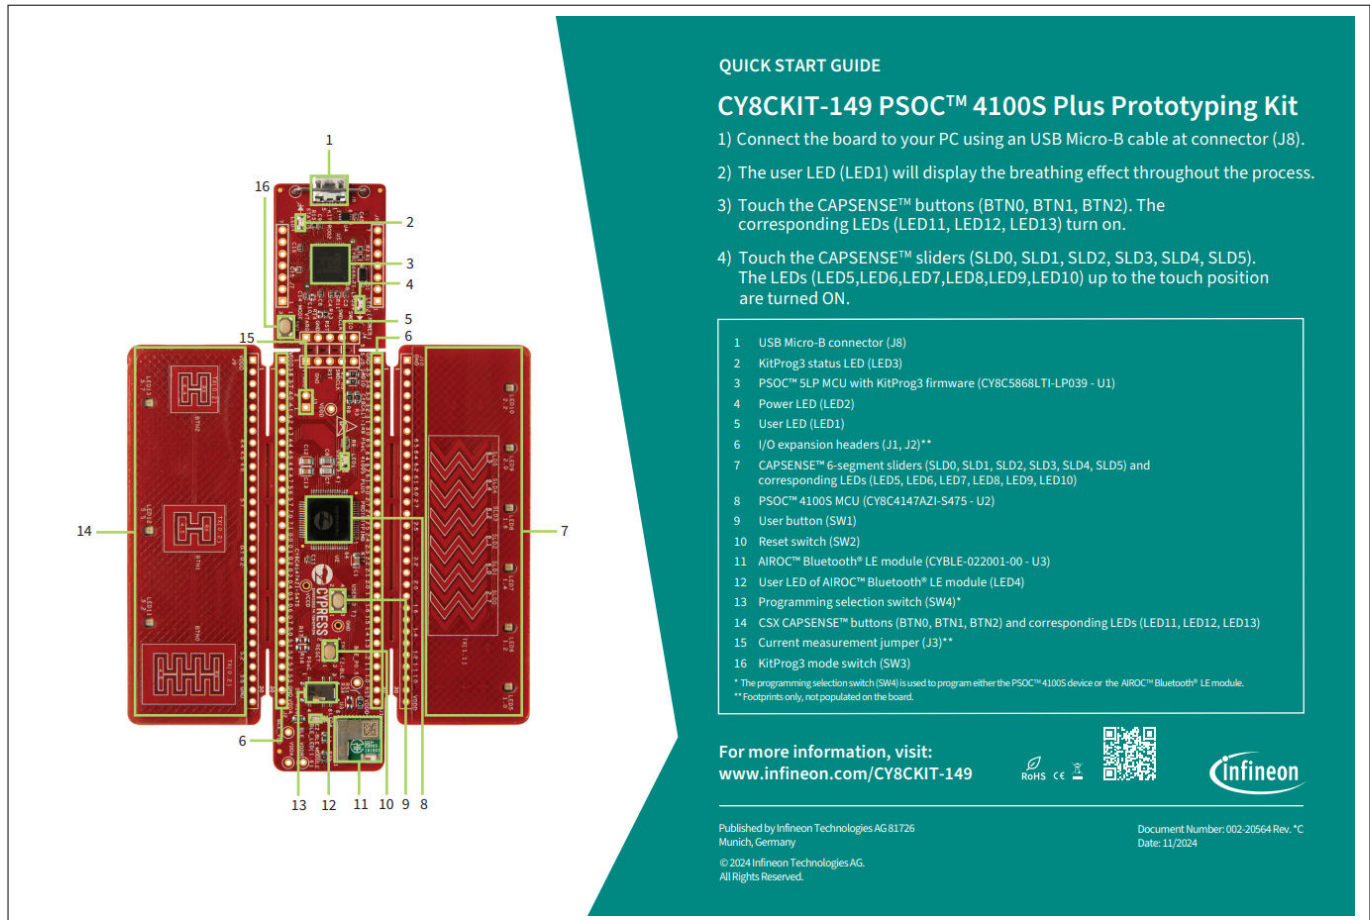 QUICK START GUIDE
CY8CKIT-149 PSOC™ 4100S Plus Prototyping Kit
1) Connect the board to your PC using an USB Micro-B cable at connector (J8).
2) The user LED (LED1) will display the breathing effect throughout the process.
3) Touch the CAPSENSE™ buttons (BTN0, BTN1, BTN2). The
corresponding LEDs (LED11, LED12, LED13) turn on.
4) Touch the CAPSENSE™ sliders (SLD0, SLD1, SLD2, SLD3, SLD4, SLD5).
The LEDs (LED5,LED6,LED7,LED8,LED9,LED10) up to the touch position
are turned ON.
1 USB Micro-B connector (J8)
2 KitProg3 status LED (LED3)
3 PSOC™ 5LP MCU with KitProg3 firmware (CY8C5868LTI-LP039 - U1)
4 Power LED (LED2)
5 User LED (LED1)
6 I/O expansion headers (J1, J2)**
7 CAPSENSE™ 6-segment sliders (SLD0, SLD1, SLD2, SLD3, SLD4, SLD5) and
corresponding LEDs (LED5, LED6, LED7, LED8, LED9, LED10)
8 PSOC™ 4100S MCU (CY8C4147AZI-S475 - U2)
9 User button (SW1)
10 Reset switch (SW2)
11 AIROC™ Bluetooth® LE module (CYBLE-022001-00 - U3)
12 User LED of AIROC™ Bluetooth® LE module (LED4)
13 Programming selection switch (SW4)*
14 CSX CAPSENSE™ buttons (BTN0, BTN1, BTN2) and corresponding LEDs (LED11, LED12, LED13)
15 Current measurement jumper (J3)**
16 KitProg3 mode switch (SW3)
* The programming selection switch (SW4) is used to program either the PSOC™ 4100S device or the AIROC™ Bluetooth® LE module.
** Footprints only, not populated on the board.
For more information, visit:
www.infineon.com/CY8CKIT-149
RoHS CE
infineon
Published by Infineon Technologies AG 81726
Munich, Germany
© 2024 Infineon Technologies AG.
All Rights Reserved.
Document Number: 002-20564 Rev. *C
Date: 11/2024
1
16
2
3
4
5
15
6
14
7
6
13
12
11
10
9
8
CYPRESS
BTN2
BTN1
BTN0
LED13
LED12
LED11
LED10
LED7
LED6
LED5